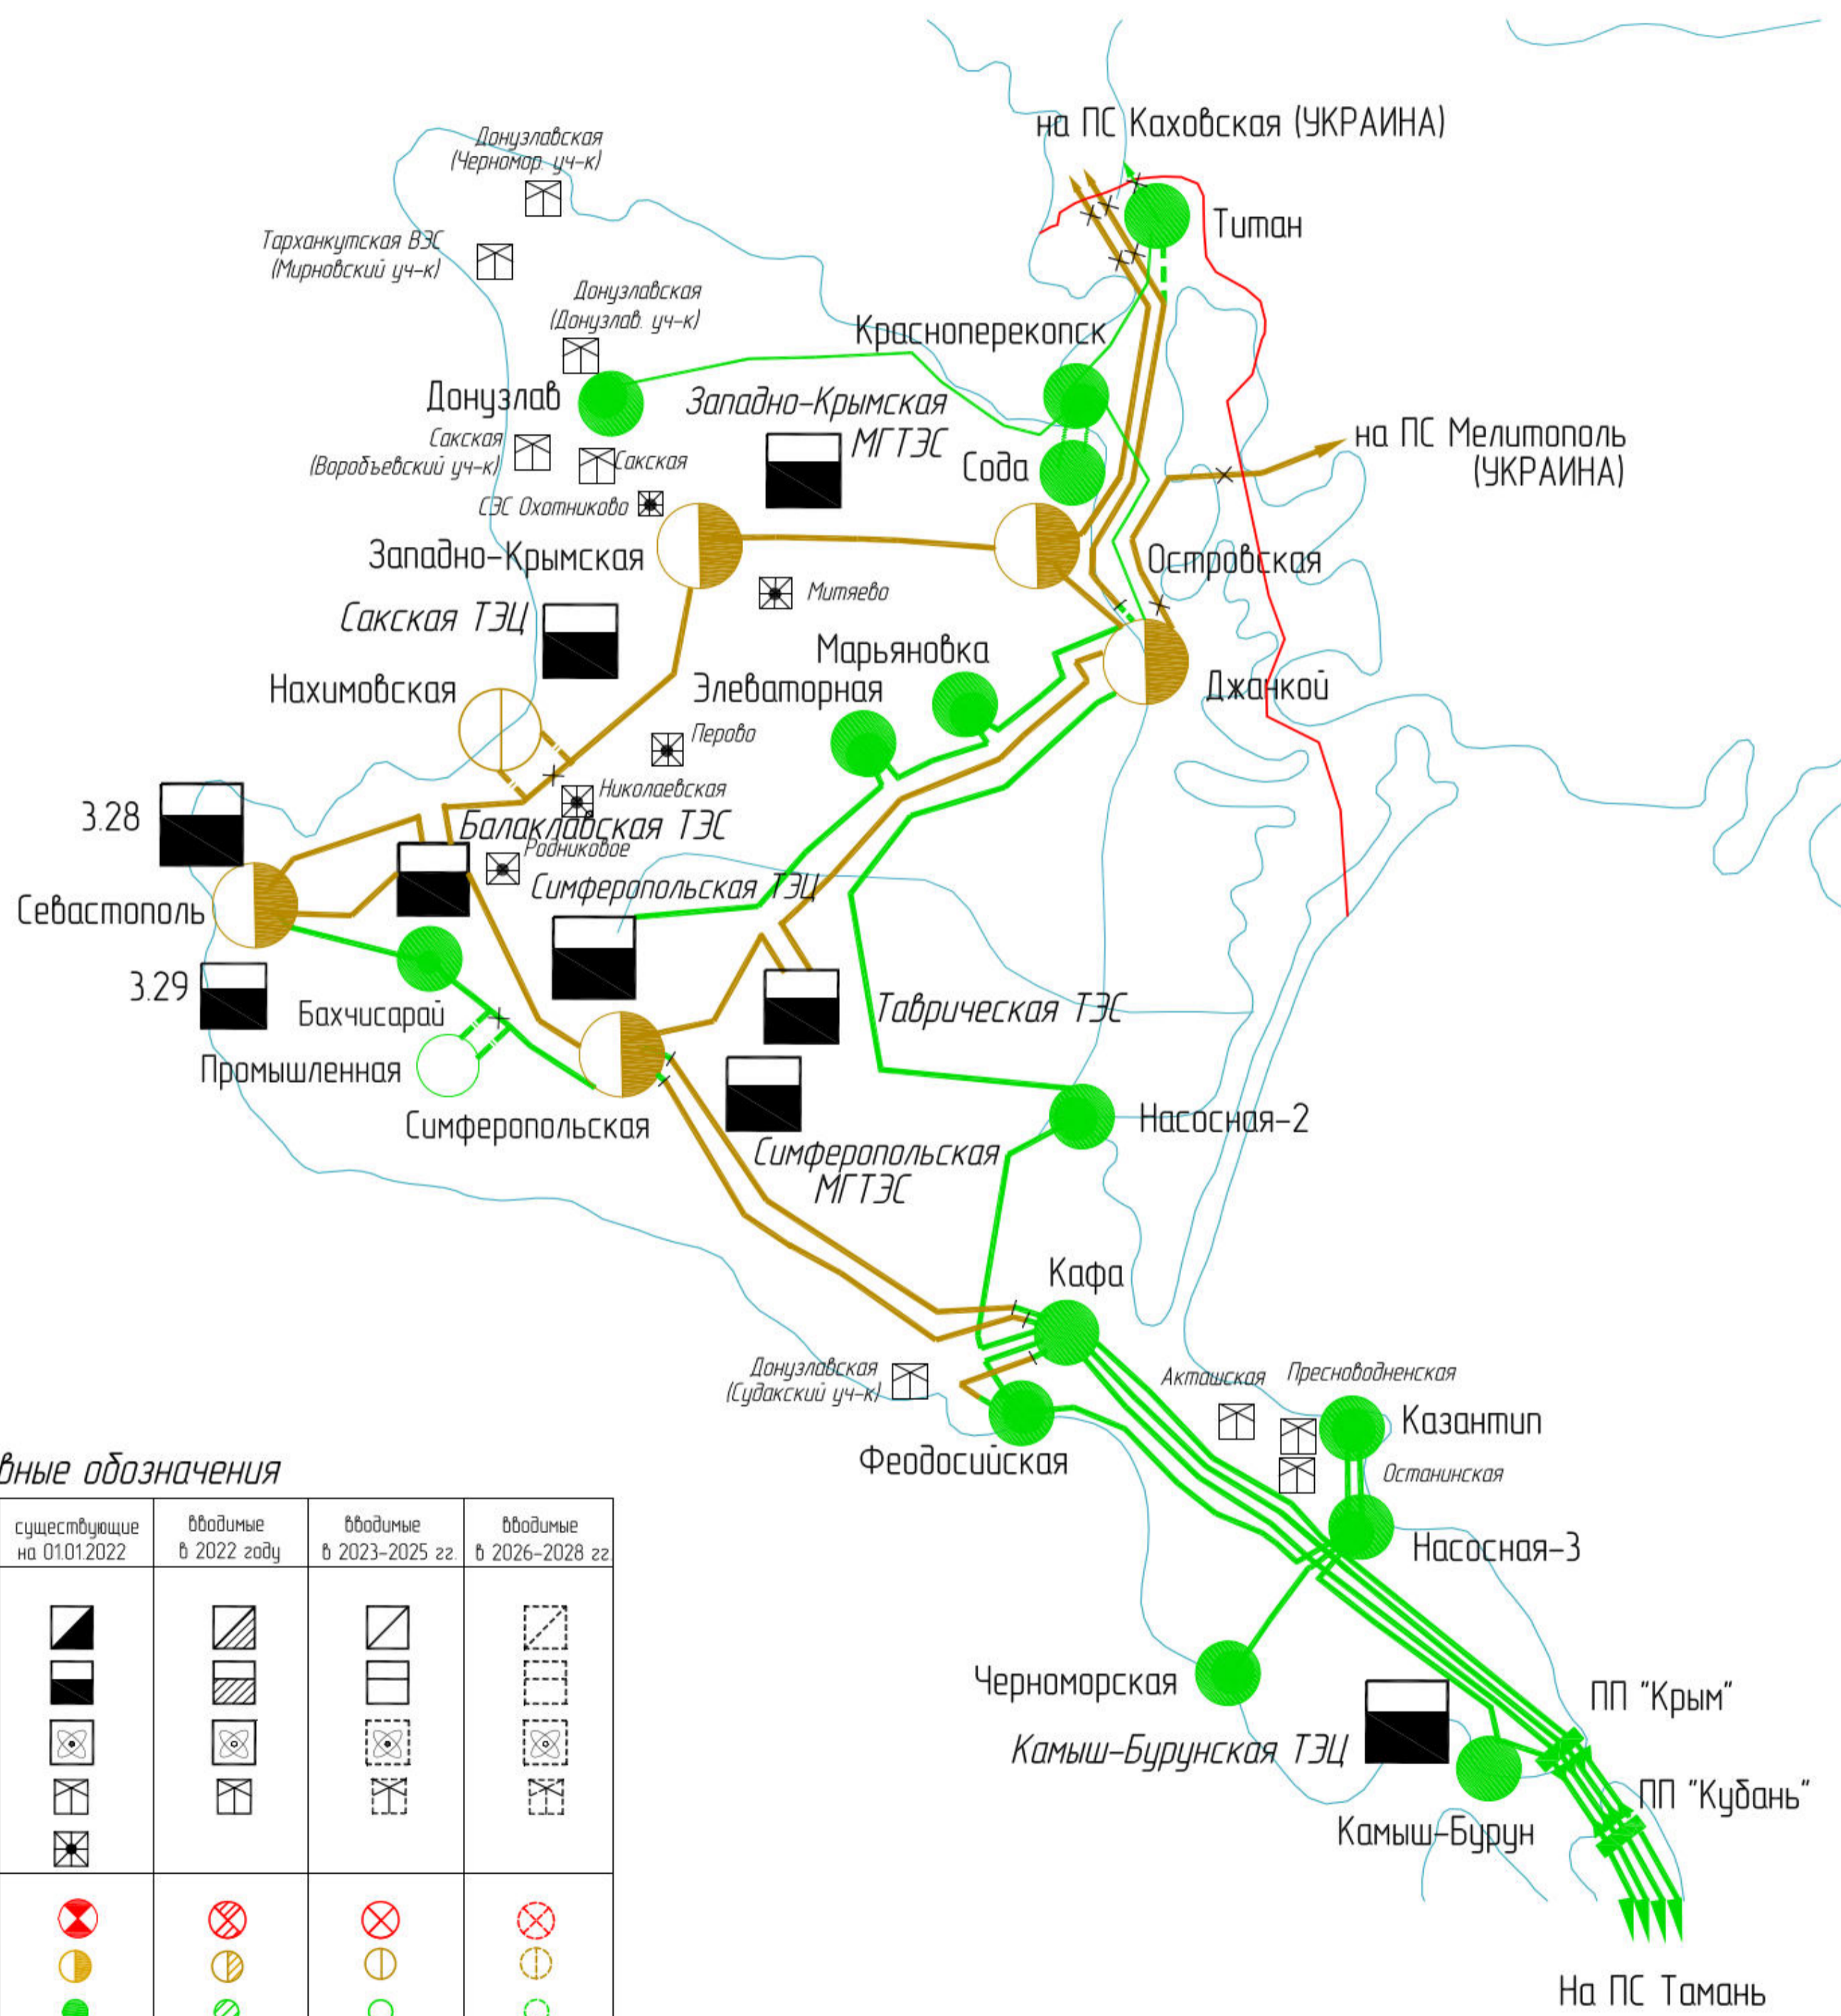 на ПС Каховская (УКРАИНА)
Донузлавская
(Черномор. уч-к)
Титан
Тарханкутская ВЭС
(Мирновский уч-к)
Донузлавская
(Донузлав. уч-к)
Красноперекопск
Донузлав
Западно-Крымская
МГТЭС
на ПС Мелитополь
(УКРАИНА)
Сакская
(Воробьевский уч-к)
Сакская
Сода
СЭС Охотниково
Западно-Крымская
Островская
Митяево
Сакская ТЭЦ
Марьяновка
Нахимовская
Элеваторная
Джанкой
Перово
Николаевская
3.28
Балаклавская ТЭС
Родниковое
Симферопольская ТЭЦ
Севастополь
3.29
Бахчисарай
Таврическая ТЭС
Промышленная
Симферопольская
Насосная-2
Симферопольская
МГТЭС
Кафа
Донузлавская
(Судакский уч-к)
Акташская
Пресноводненская
Казантип
Феодосийская
Останинская
Насосная-3
вные обозначения
существующие
на 01.01.2022
вводимые
в 2022 году
вводимые
в 2023-2025 гг.
вводимые
в 2026-2028 гг.
Черноморская
ПП "Крым"
Камыш-Бурунская ТЭЦ
ПП "Кубань"
Камыш-Бурун
На ПС Тамань